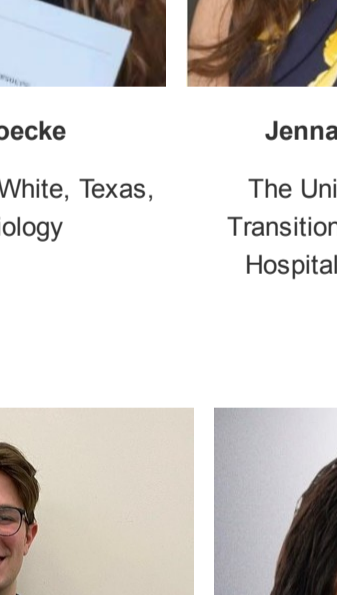 oecke
White, Texas,
iology
Jenna
The Uni
Transition
Hospital